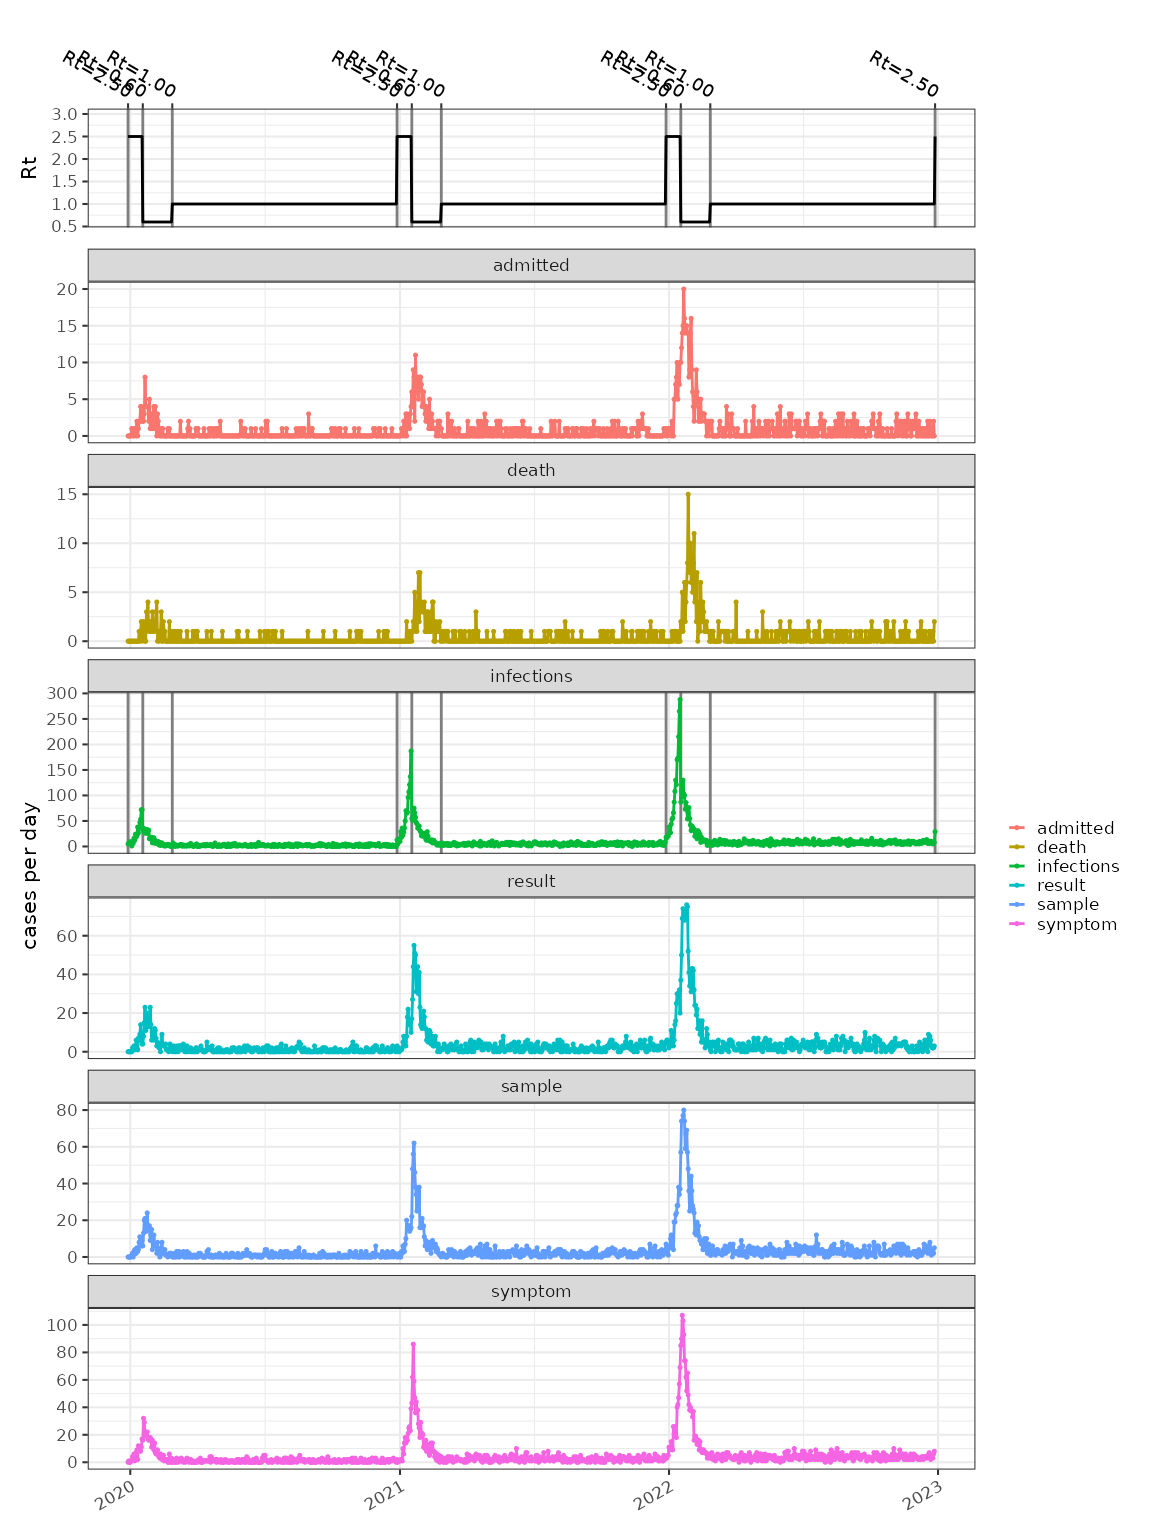 Rt=2.50
Rt=0.60
Rt=1.00
Rt=2.50
Rt=0.60
Rt=1.00
Rt=2.50
Rt=0.60
Rt=1.00
Rt=2.50
Rt
3.0
2.5
2.0
1.5
1.0
0.5
admitted
20
15
10
5
0
death
15
10
5
0
infections
300
250
200
150
100
50
0
cases per day
result
60
40
20
0
sample
80
60
40
20
0
symptom
100
80
60
40
20
0
2020
2021
2022
2023
admitted
death
infections
result
sample
symptom